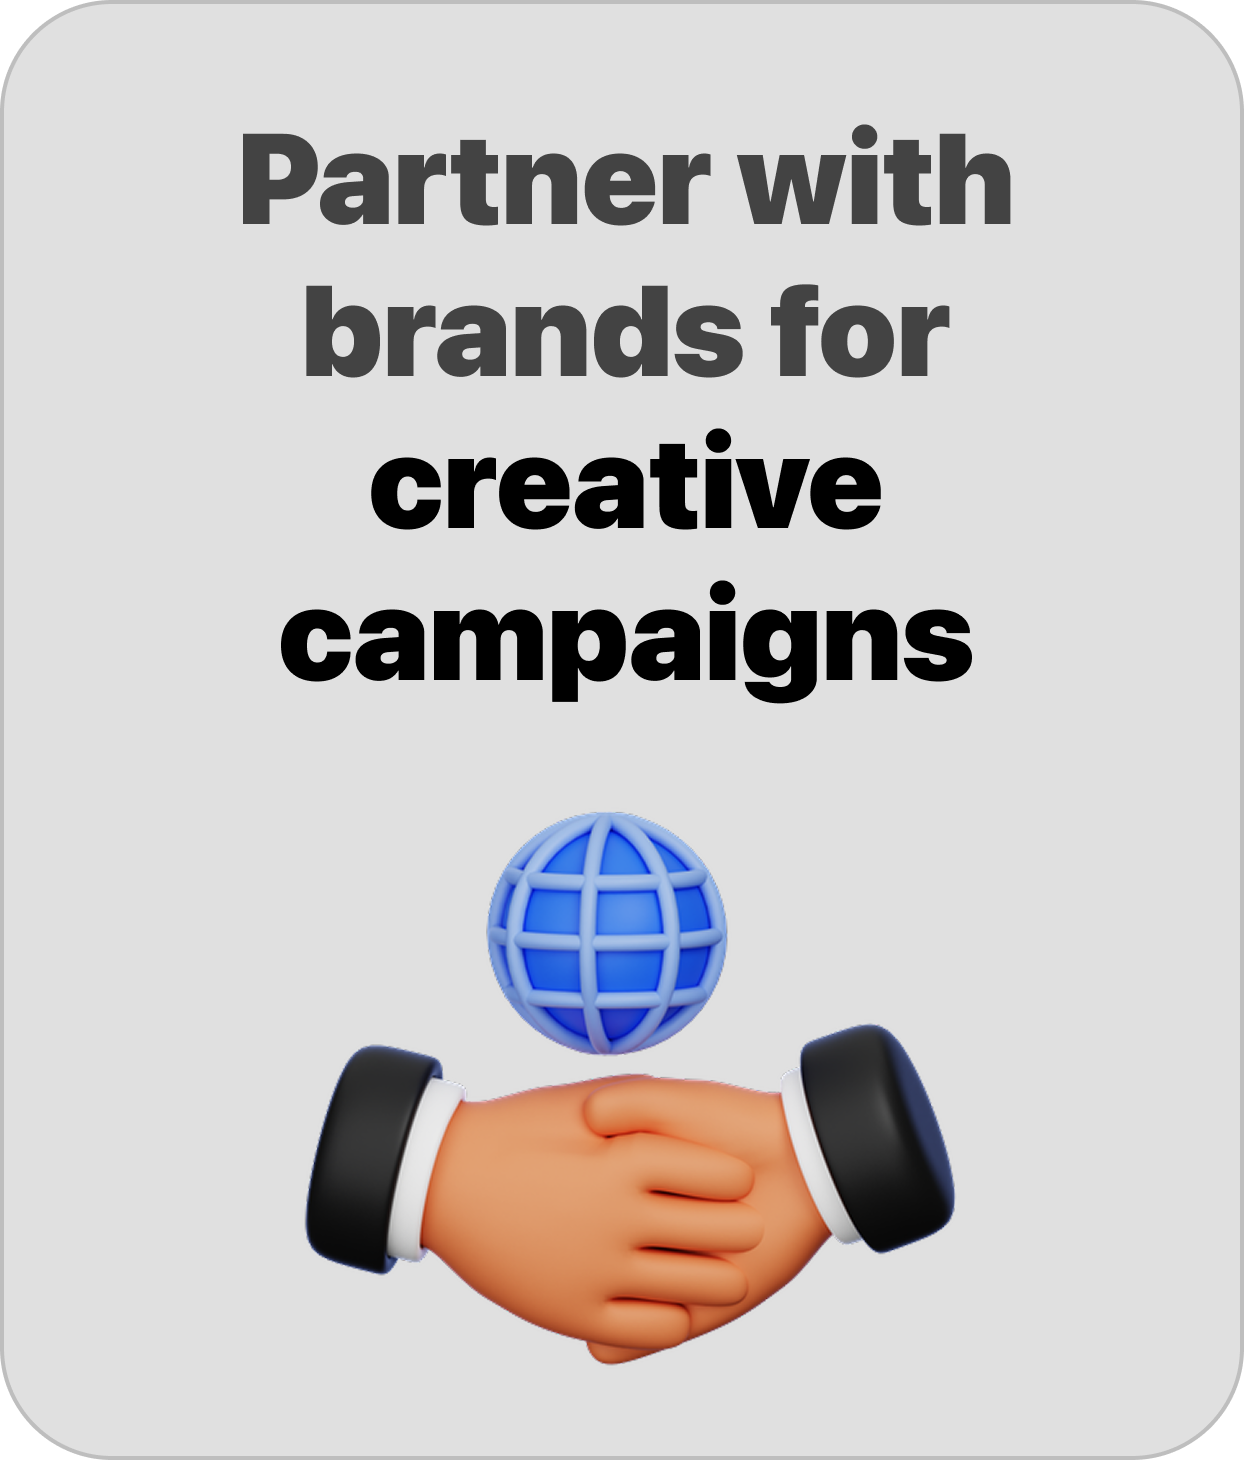 Partner with
brands for
creative
campaigns